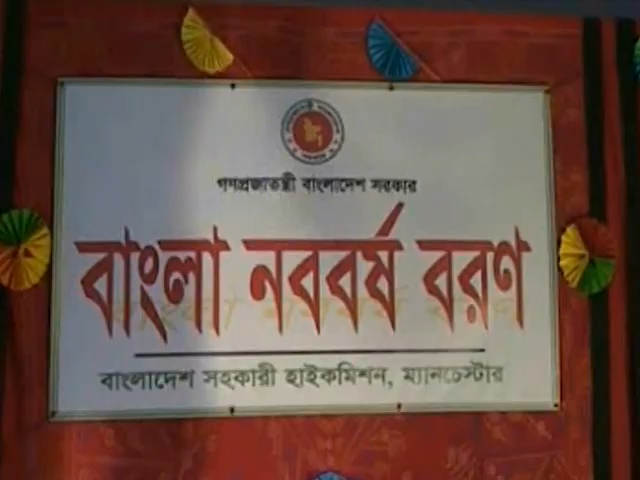 গণপ্রজাতন্ত্রী বাংলাদেশ সরকার
বাংলা নববর্ষ বরণ
বাংলাদেশ সহকারী হাইকমিশন, ম্যানচেস্টার